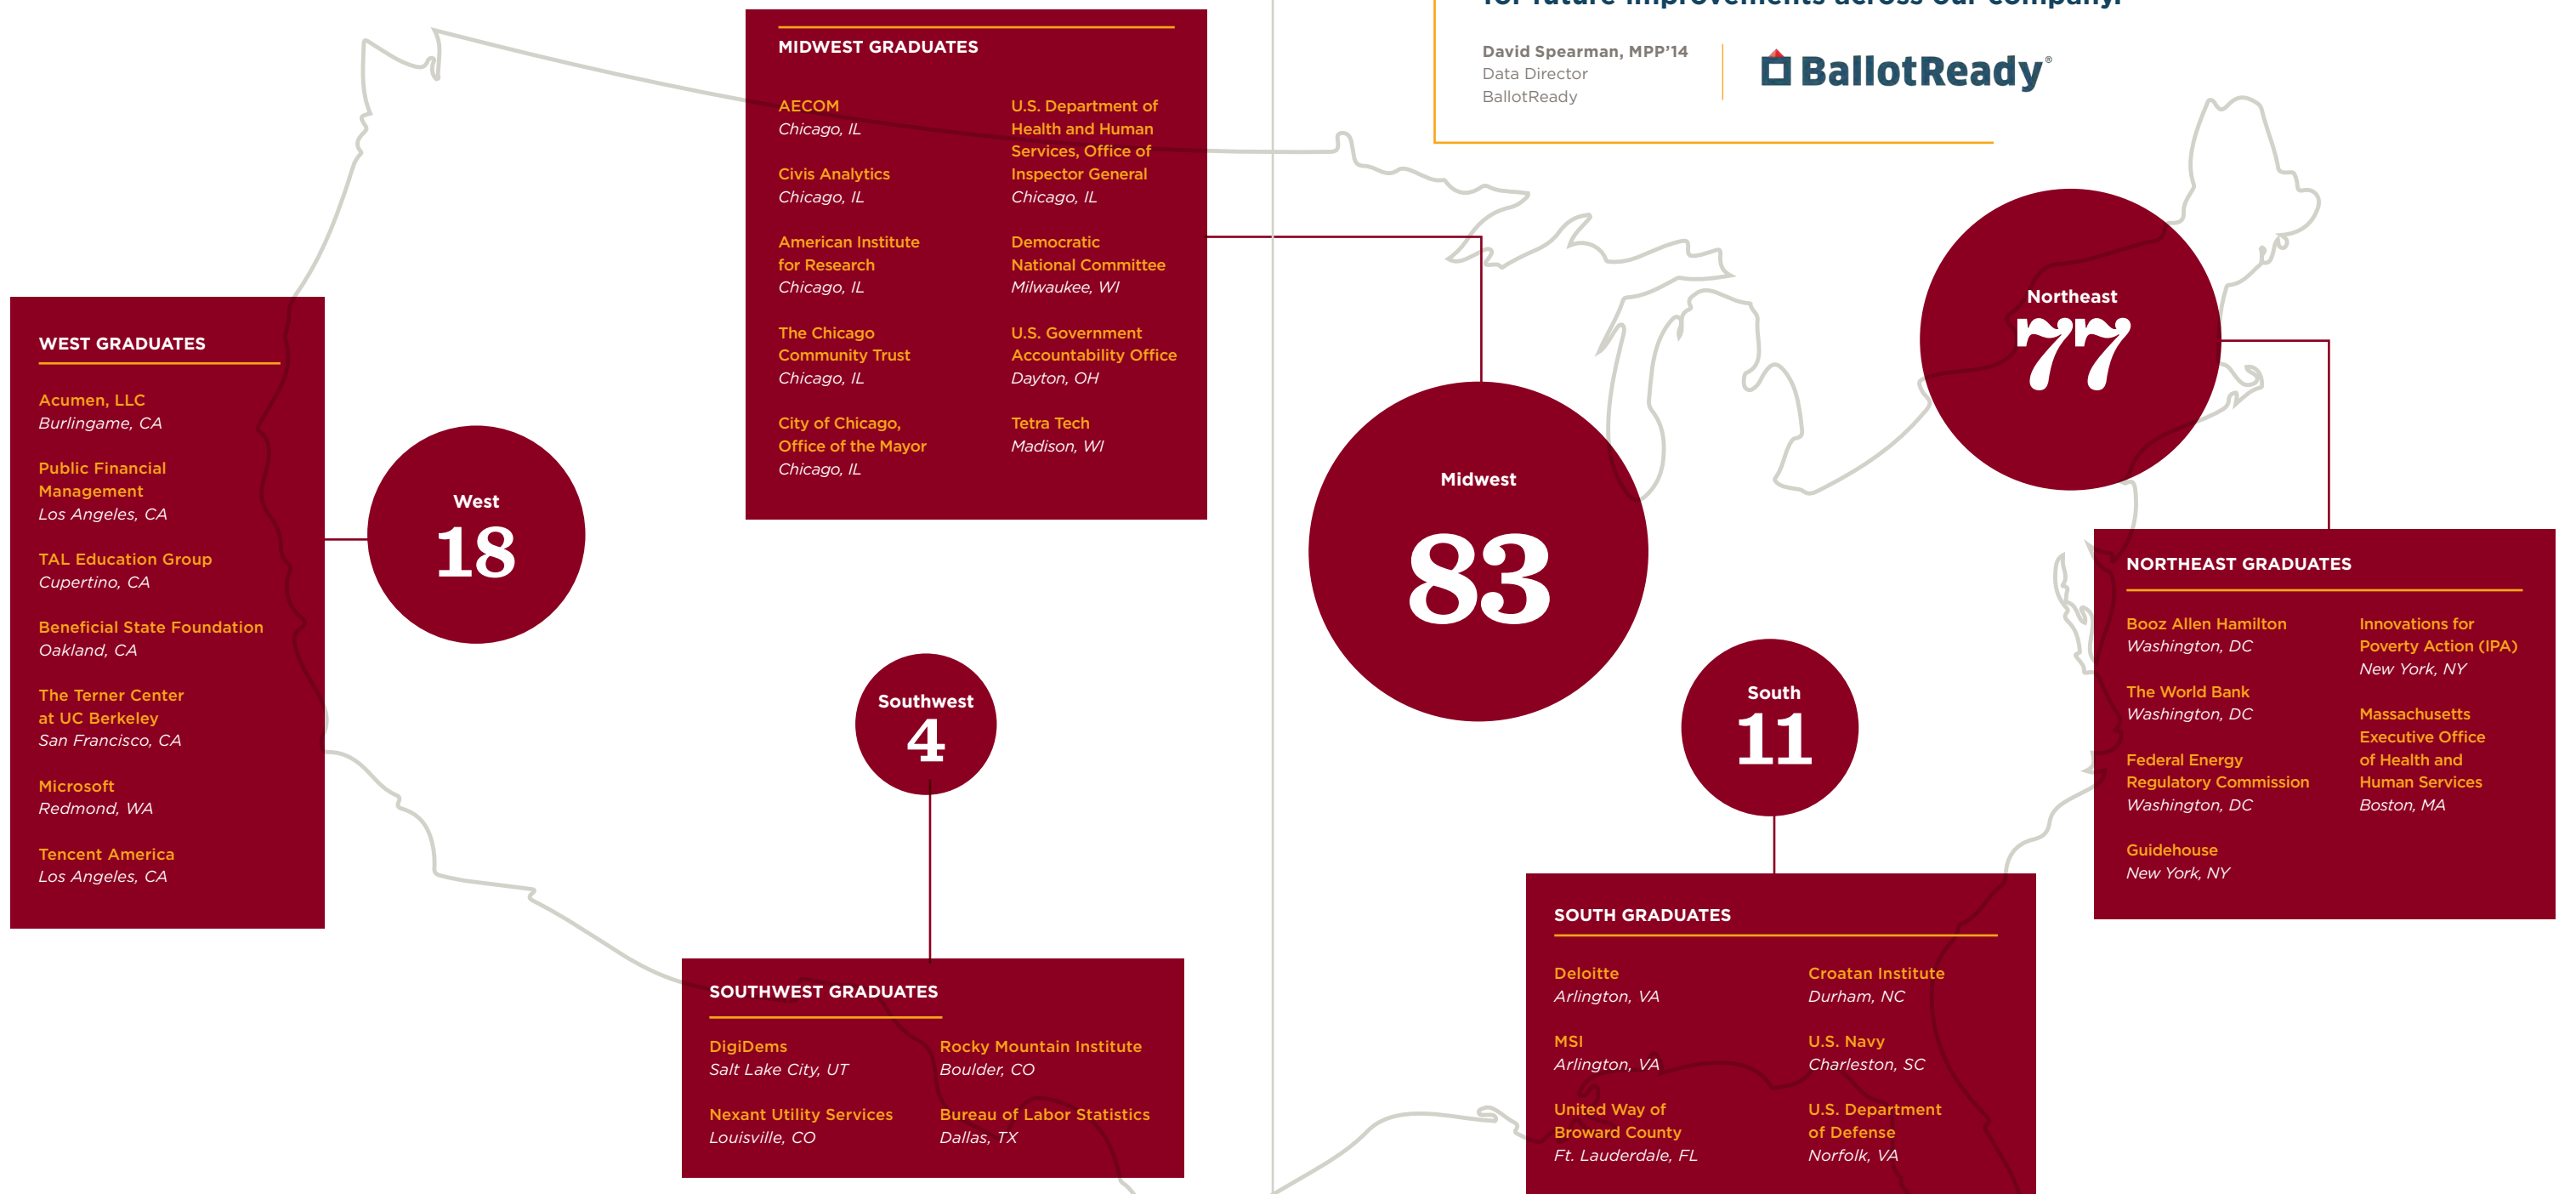 for future improvements across our company.
David Spearman, MPP’14
Data Director
BallotReady
BallotReady®
MIDWEST GRADUATES
AECOM
Chicago, IL
Civis Analytics
Chicago, IL
American Institute
for Research
Chicago, IL
The Chicago
Community Trust
Chicago, IL
City of Chicago,
Office of the Mayor
Chicago, IL
U.S. Department of
Health and Human
Services, Office of
Inspector General
Chicago, IL
Democratic
National Committee
Milwaukee, WI
U.S. Government
Accountability Office
Dayton, OH
Tetra Tech
Madison, WI
WEST GRADUATES
Acumen, LLC
Burlingame, CA
Public Financial
Management
Los Angeles, CA
TAL Education Group
Cupertino, CA
Beneficial State Foundation
Oakland, CA
The Terner Center
at UC Berkeley
San Francisco, CA
Microsoft
Redmond, WA
Tencent America
Los Angeles, CA
West
18
Midwest
83
Northeast
77
Southwest
4
South
11
NORTHEAST GRADUATES
Booz Allen Hamilton
Washington, DC
The World Bank
Washington, DC
Federal Energy
Regulatory Commission
Washington, DC
Guidehouse
New York, NY
Innovations for
Poverty Action (IPA)
New York, NY
Massachusetts
Executive Office
of Health and
Human Services
Boston, MA
SOUTHWEST GRADUATES
DigiDems
Salt Lake City, UT
Nexant Utility Services
Louisville, CO
Rocky Mountain Institute
Boulder, CO
Bureau of Labor Statistics
Dallas, TX
SOUTH GRADUATES
Deloitte
Arlington, VA
MSI
Arlington, VA
United Way of
Broward County
Ft. Lauderdale, FL
Croatan Institute
Durham, NC
U.S. Navy
Charleston, SC
U.S. Department
of Defense
Norfolk, VA